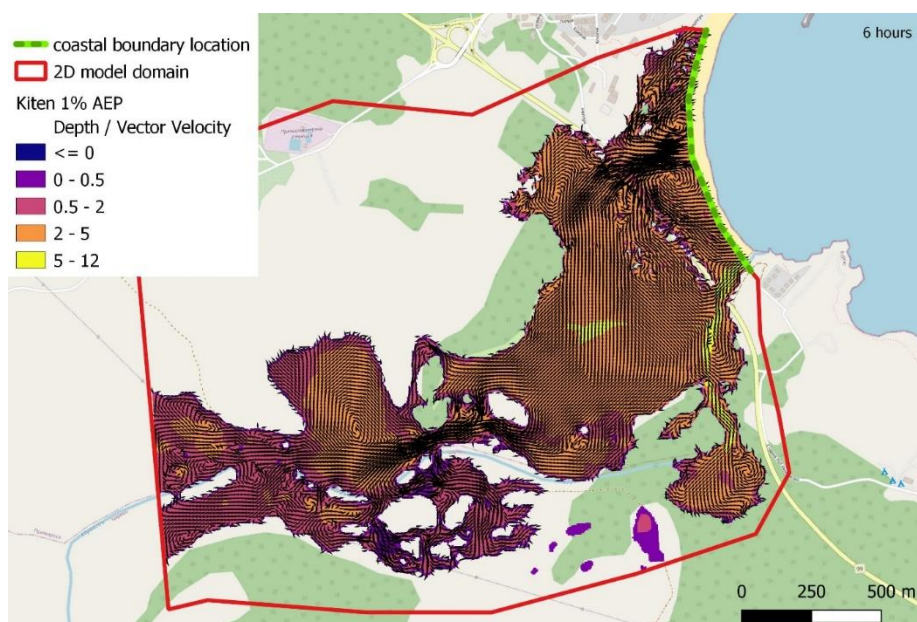 coastal boundary location
2D model domain
Kiten 1% AEP
Depth / Vector Velocity
<= 0
0 - 0.5
0.5 - 2
2 - 5
5 - 12
6 hours
99
0 250 500 m